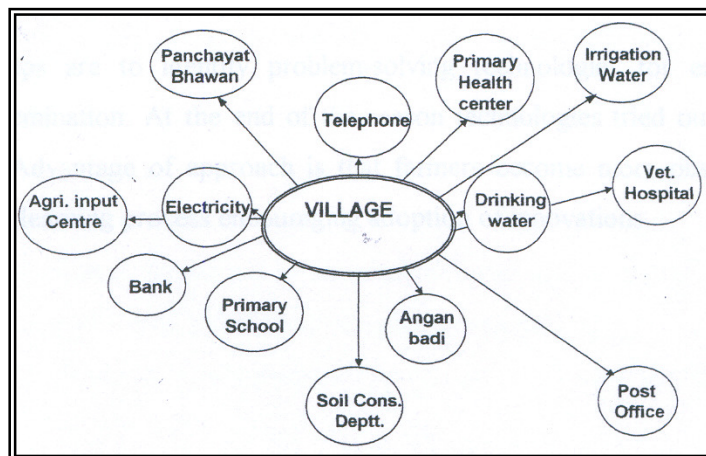 Panchayat
Bhawan
Telephone
Primary
Health
center
Irrigation
Water
Agri. input
Centre
Electricity
VILLAGE
Drinking
water
Vet.
Hospital
Bank
Primary
School
Angan
badi
Soil Cons.
Deptt.
Post
Office